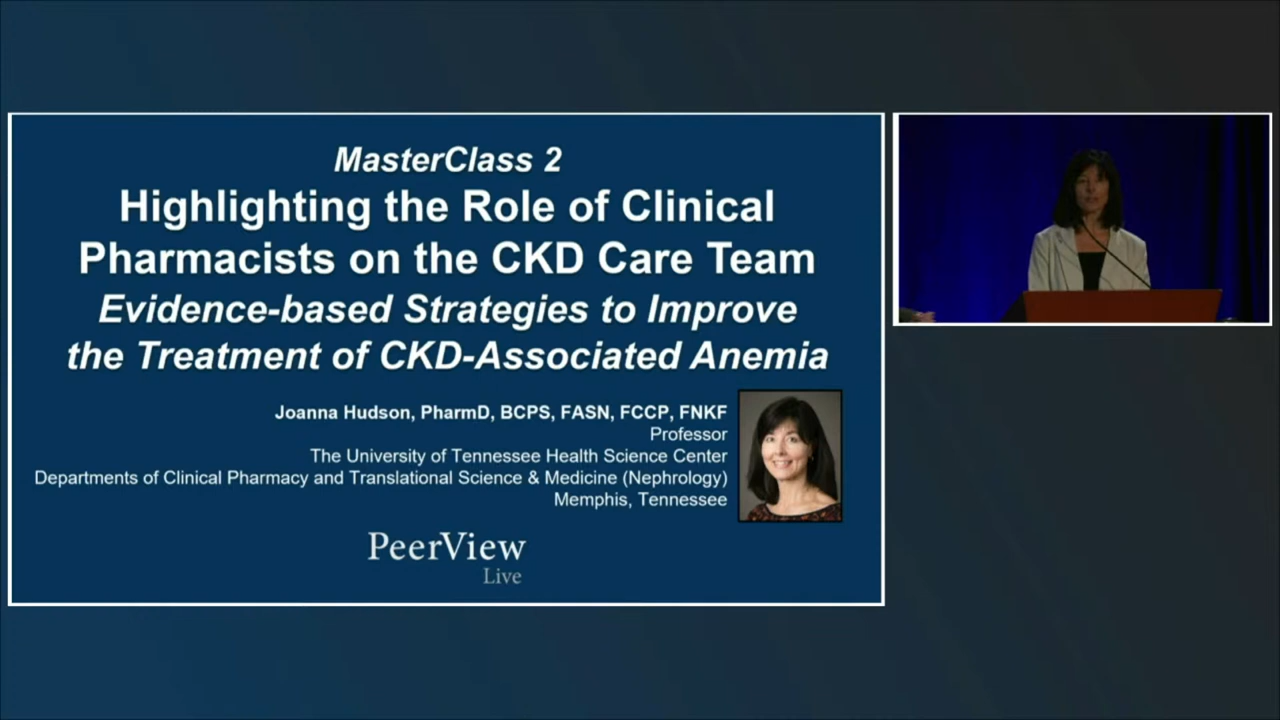 MasterClass 2
Highlighting the Role of Clinical
Pharmacists on the CKD Care Team
Evidence-based Strategies to Improve
the Treatment of CKD-Associated Anemia
Joanna Hudson, PharmD, BCPS, FASN, FCCP, FNKF
Professor
The University of Tennessee Health Science Center
Departments of Clinical Pharmacy and Translational Science & Medicine (Nephrology)
Memphis, Tennessee
PeerView
Live